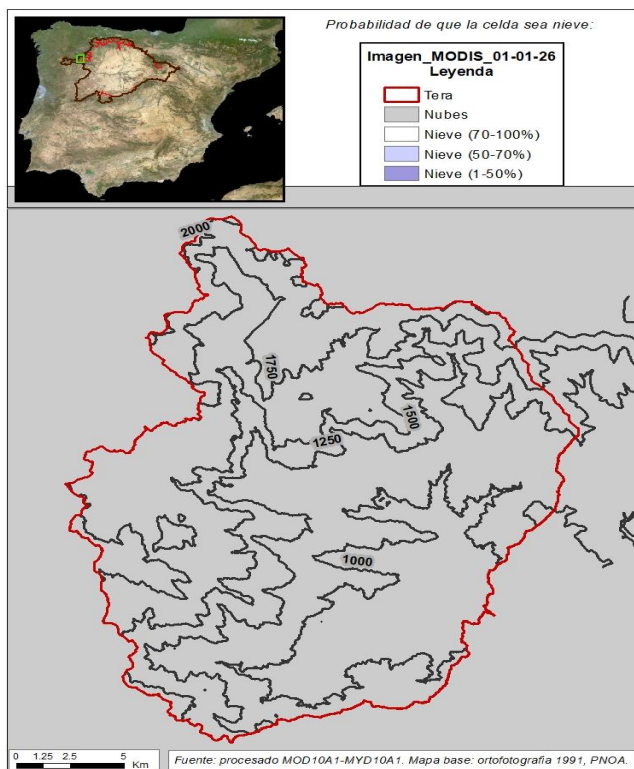 Probabilidad de que la celda sea nieve:
Imagen_MODIS_01-01-26
Leyenda
Tera
Nubes
Nieve (70-100%)
Nieve (50-70%)
Nieve (1-50%)
2000
1750
1500
1250
1000
0 1.25 2.5 5
Km
Fuente: procesado MOD10A1-MYD10A1. Mapa base: ortofotografía 1991, PNOA.